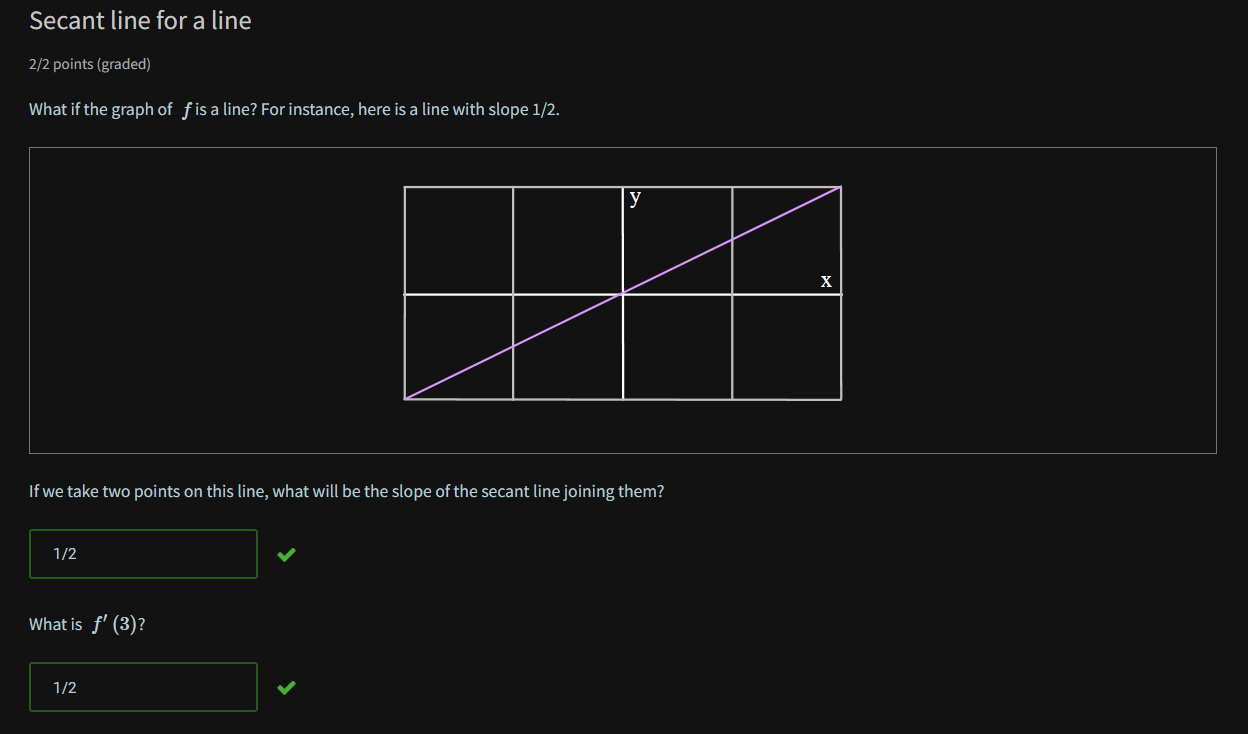 Secant line for a line
2/2 points (graded)
What if the graph of f is a line? For instance, here is a line with slope 1/2.
y
x
If we take two points on this line, what will be the slope of the secant line joining them?
1/2
What is f′ (3)?
1/2